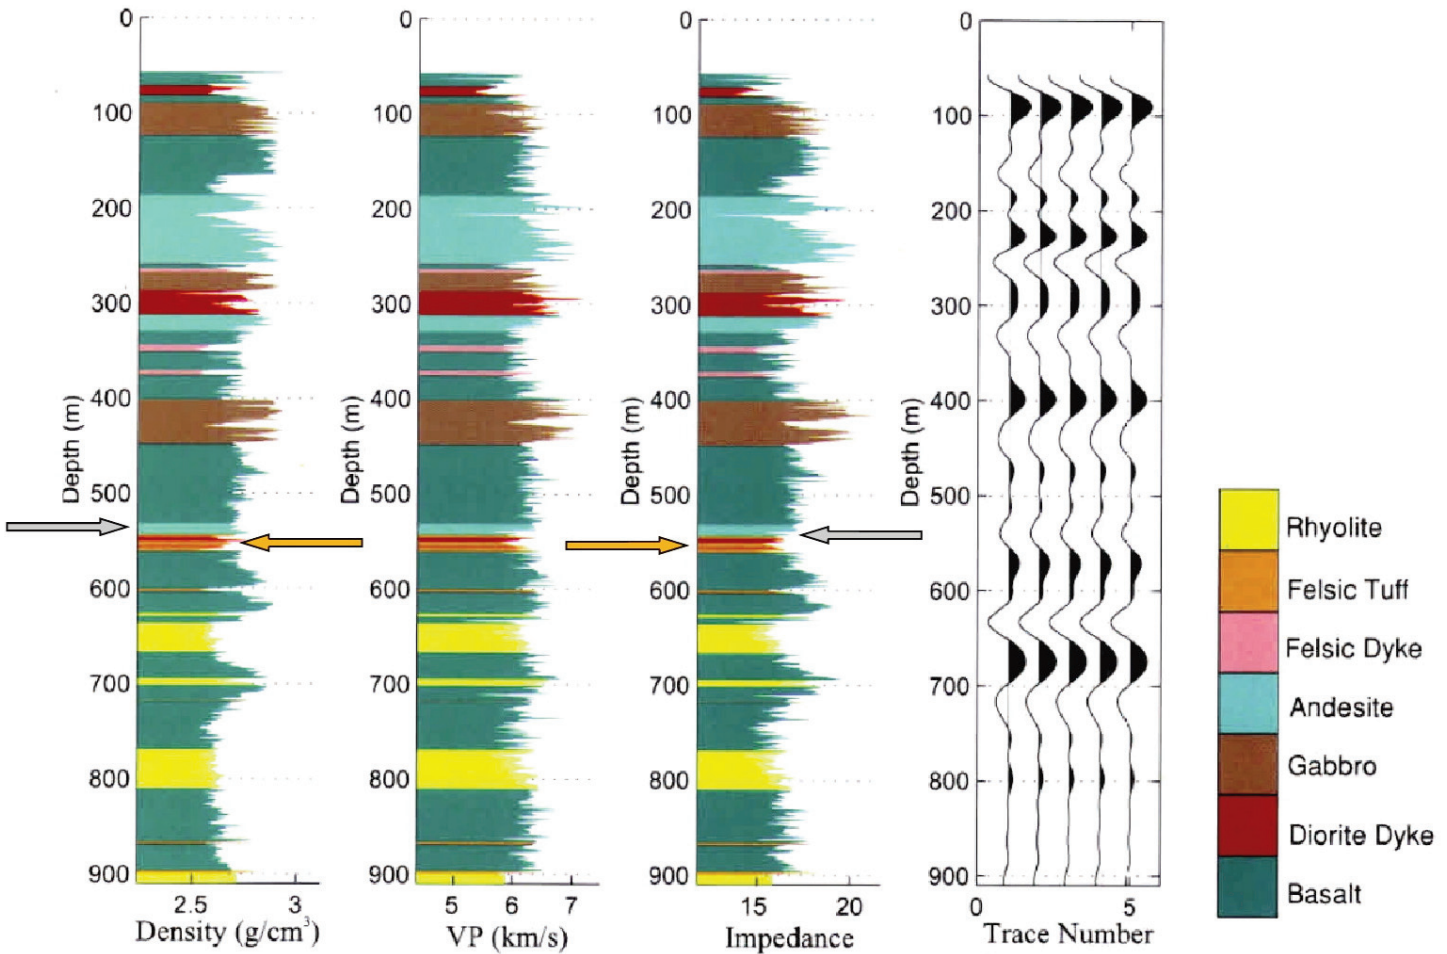 0
100
200
300
400
500
600
700
800
900
Depth (m)
2.5 3
Density (g/cm³)
0
100
200
300
400
500
600
700
800
900
Depth (m)
5 6 7
VP (km/s)
0
100
200
300
400
500
600
700
800
900
Depth (m)
15 20
Impedance
0
100
200
300
400
500
600
700
800
900
Depth (m)
0 5
Trace Number
Rhyolite
Felsic Tuff
Felsic Dyke
Andesite
Gabbro
Diorite Dyke
Basalt